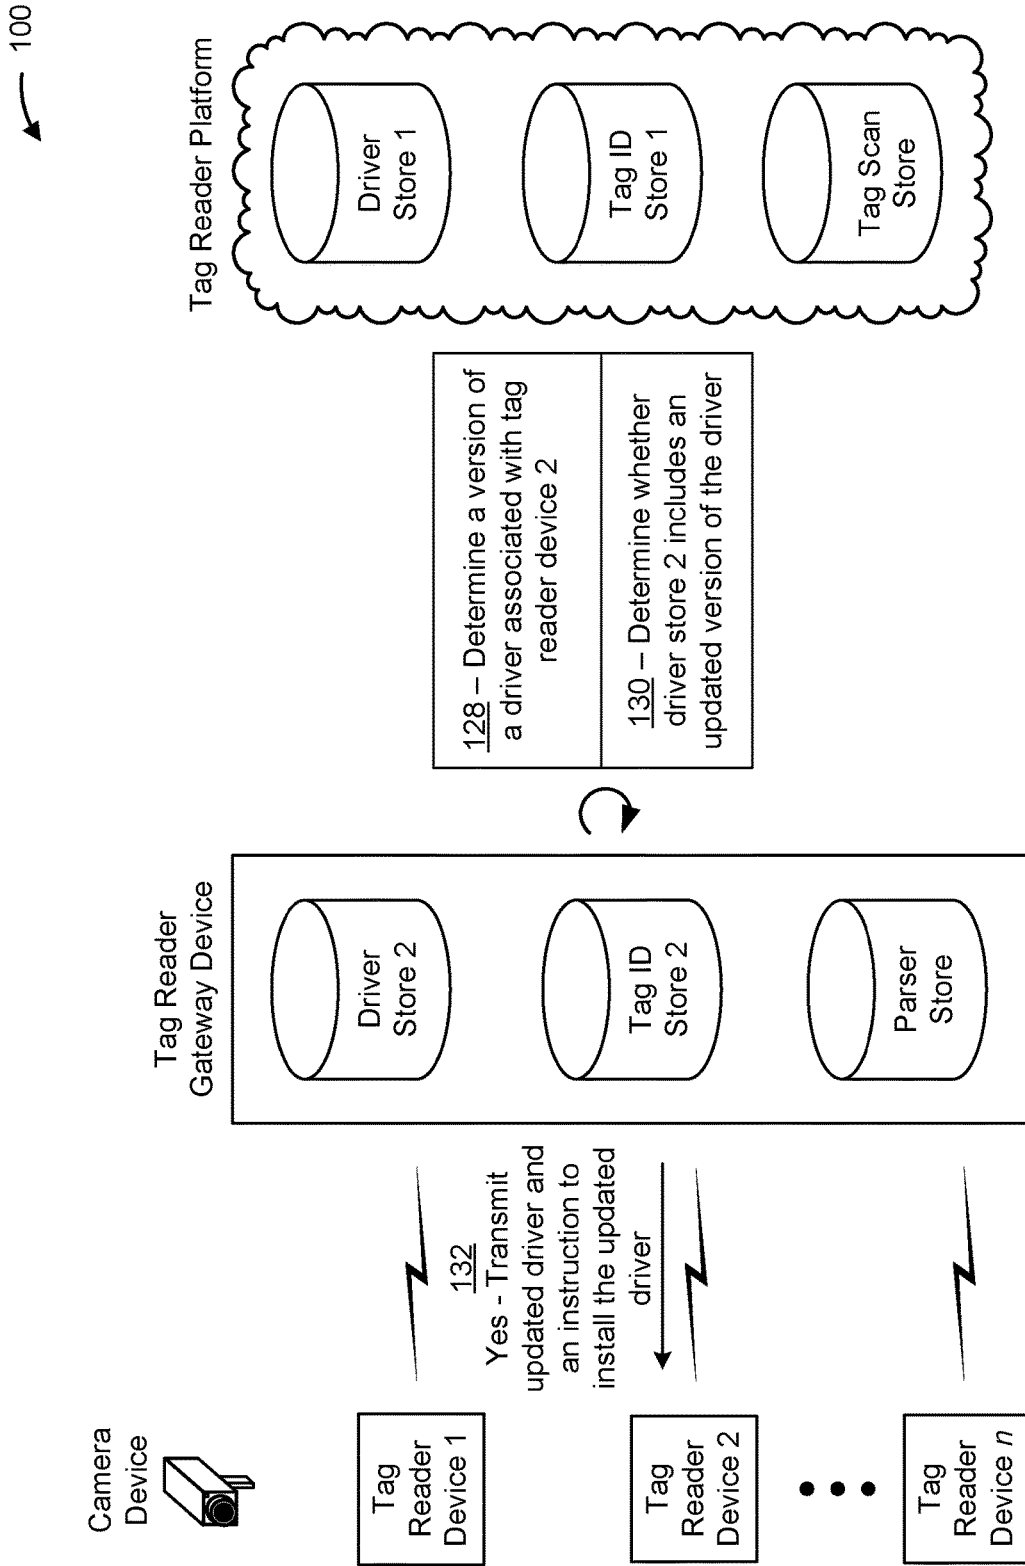 100
Camera
Device
Tag Reader
Gateway Device
Tag Reader Platform
Tag
Reader
Device 1
132
Yes - Transmit
updated driver and
an instruction to
install the updated
driver
Tag
Reader
Device 2
Tag
Reader
Device n
Driver
Store 2
Tag ID
Store 2
Parser
Store
128 – Determine a version of
a driver associated with tag
reader device 2
130 – Determine whether
driver store 2 includes an
updated version of the driver
Driver
Store 1
Tag ID
Store 1
Tag Scan
Store